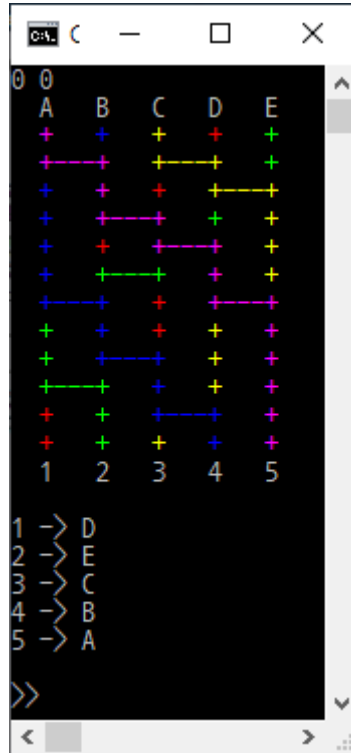 0 0
  A   B   C   D   E
  +   +   +   +   +
  +---+   +---+   +
  +   +   +   +---+
  +   +---+   +   +
  +   +   +---+   +
  +   +---+   +   +
  +---+   +   +---+
  +   +   +   +   +
  +   +---+   +   +
  +---+   +   +   +
  +   +   +---+   +
  +   +   +   +   +
  1   2   3   4   5
1 -> D
2 -> E
3 -> C
4 -> B
5 -> A
>>